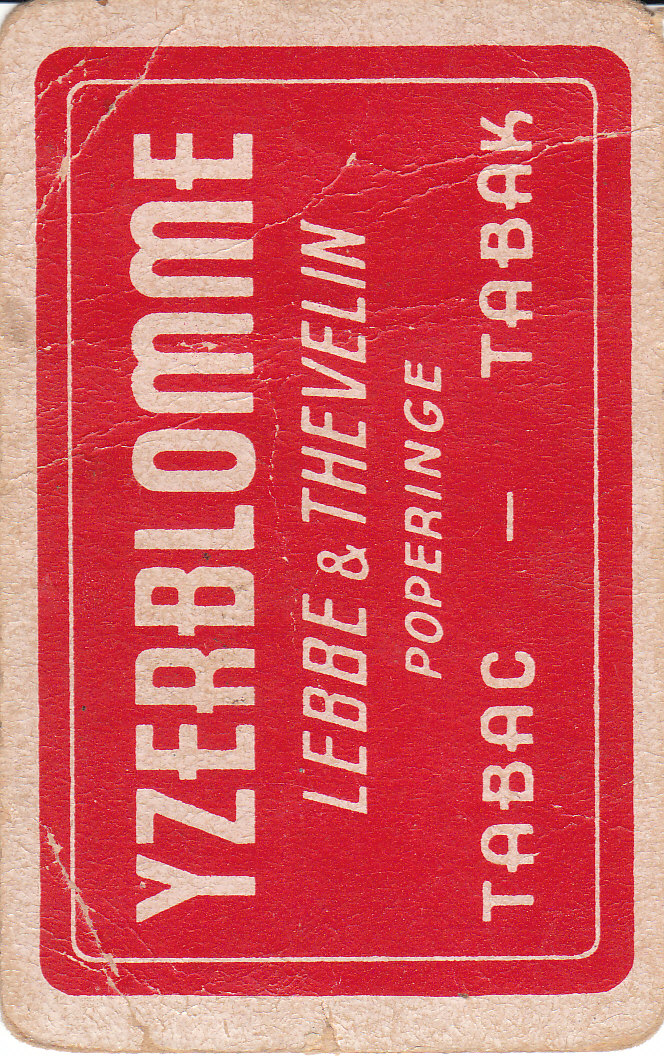 YZERBLOMME
LEBBE & THEVELIN
POPERINGE
TABAC — TABAK